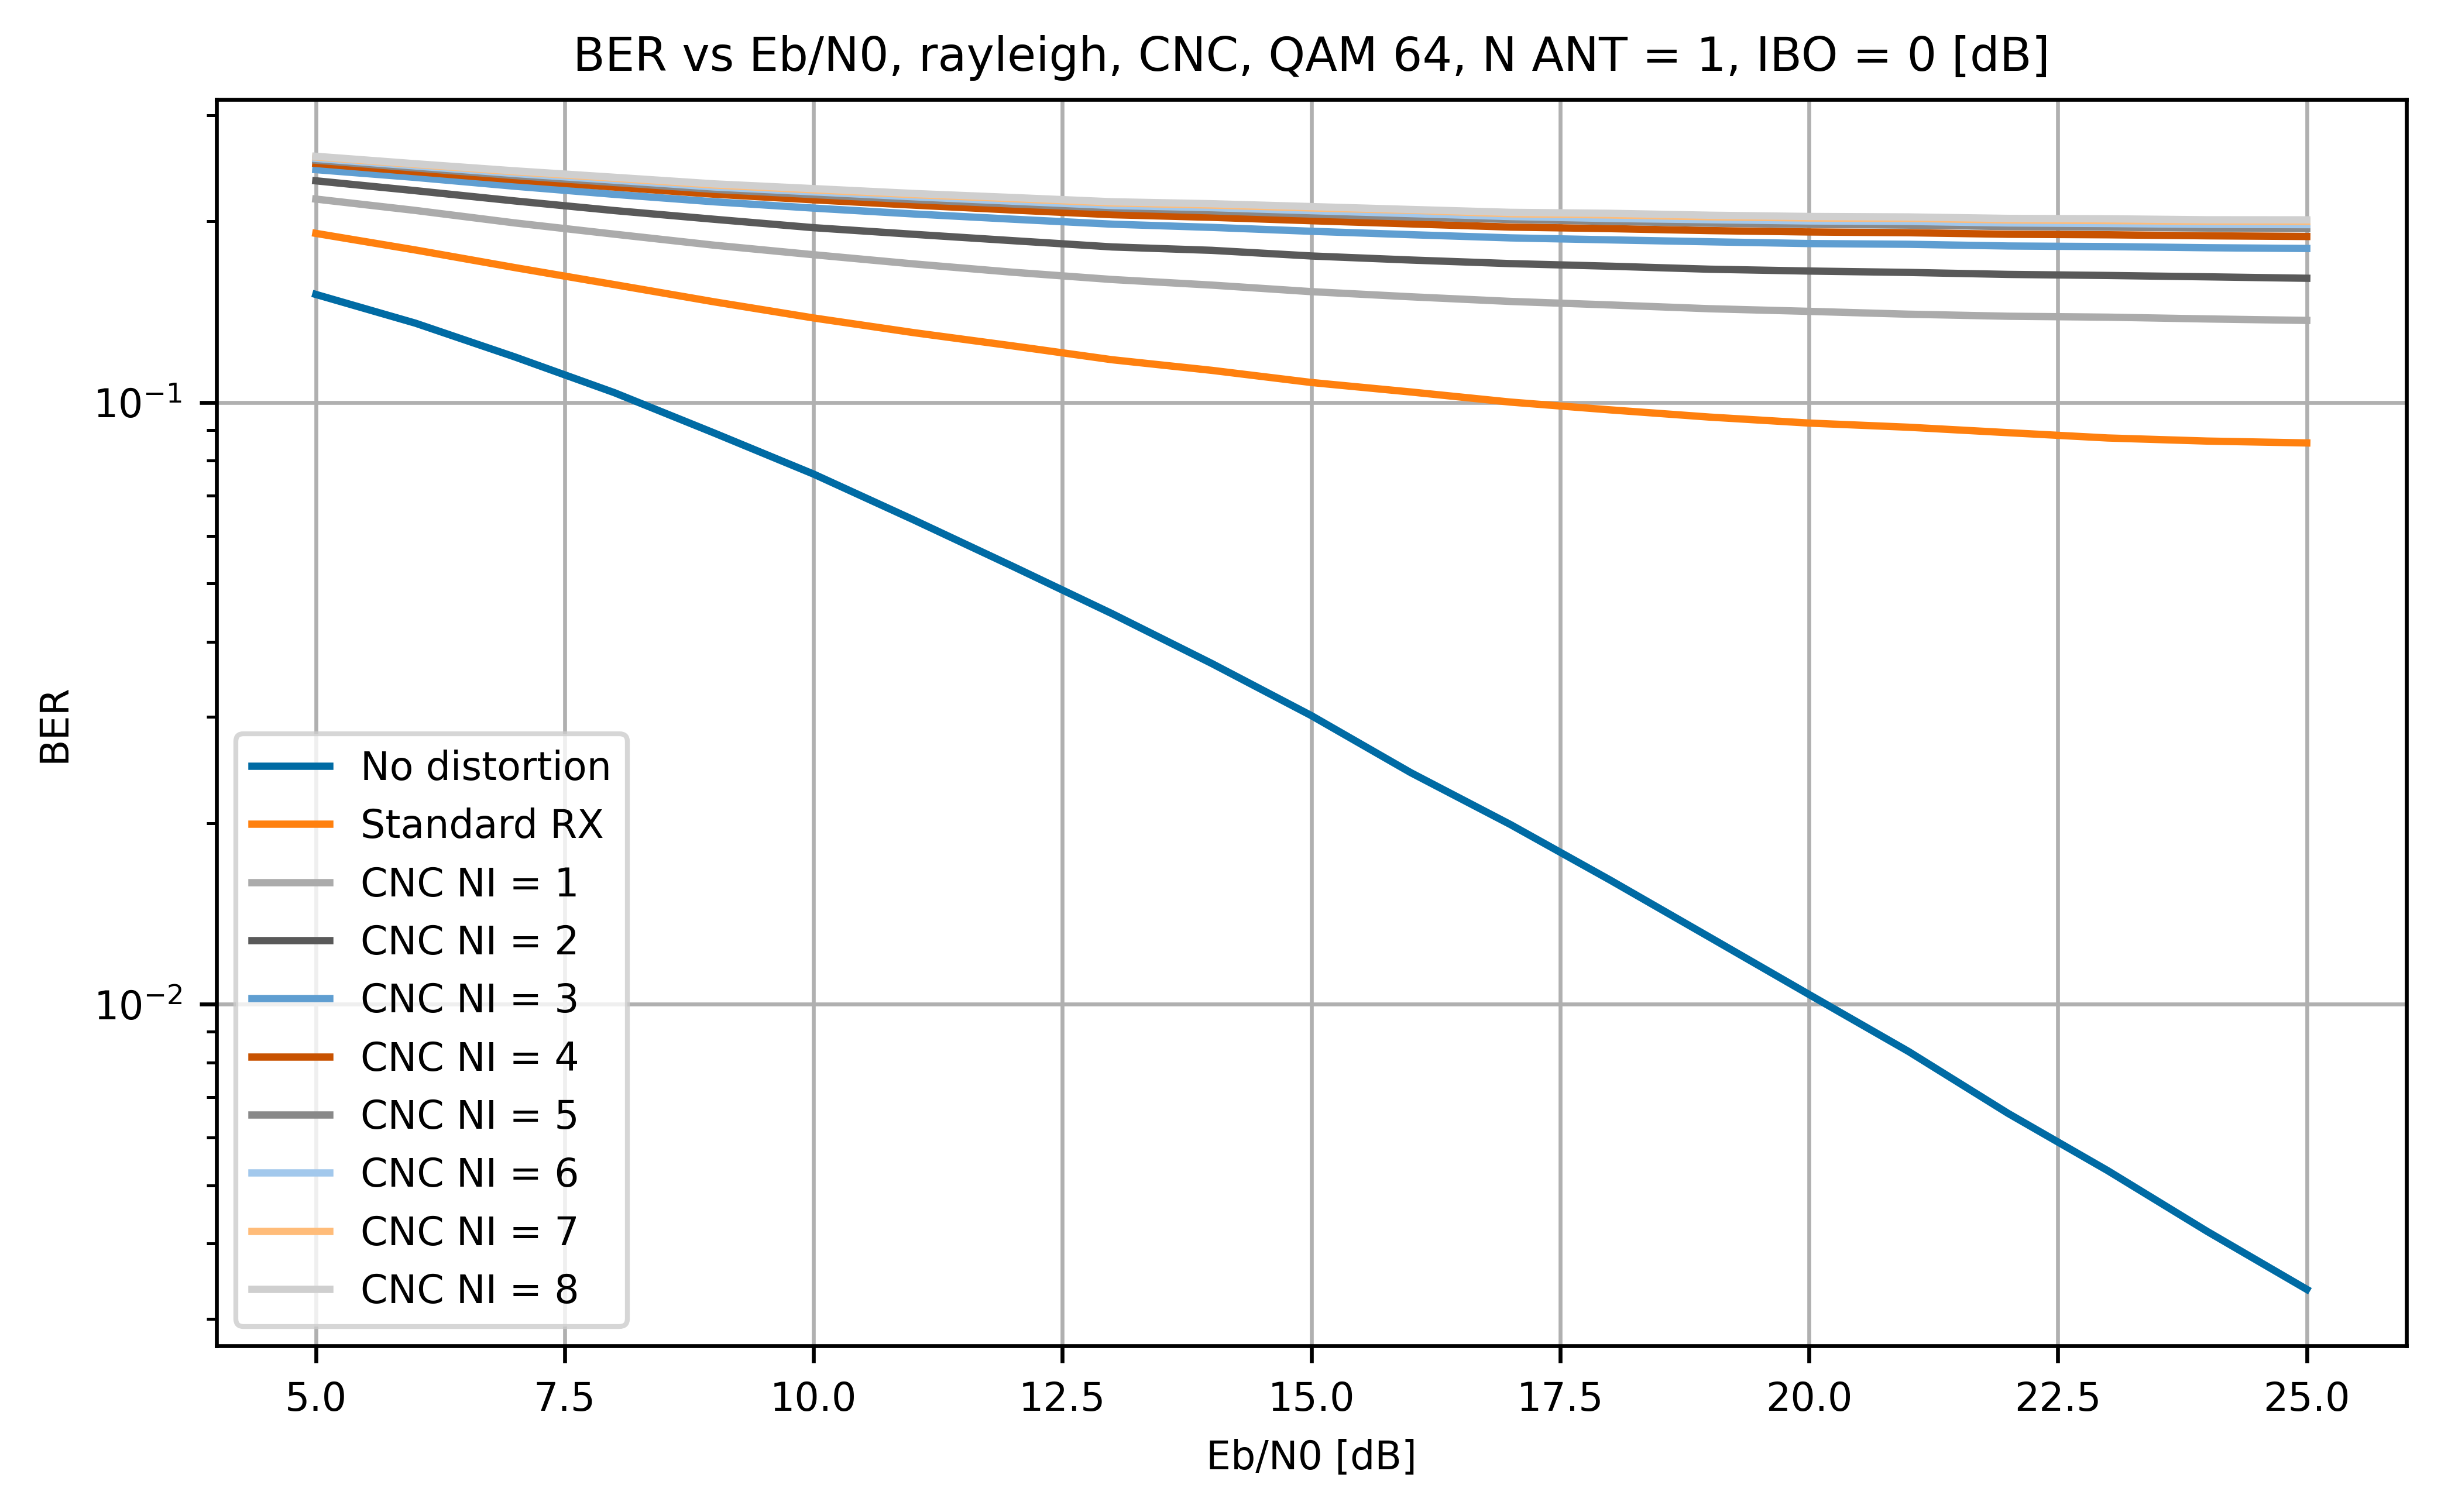 BER vs Eb/N0, rayleigh, CNC, QAM 64, N ANT = 1, IBO = 0 [dB]
BER
10⁻¹
10⁻²
No distortion
Standard RX
CNC NI = 1
CNC NI = 2
CNC NI = 3
CNC NI = 4
CNC NI = 5
CNC NI = 6
CNC NI = 7
CNC NI = 8
5.0 7.5 10.0 12.5 15.0 17.5 20.0 22.5 25.0
Eb/N0 [dB]